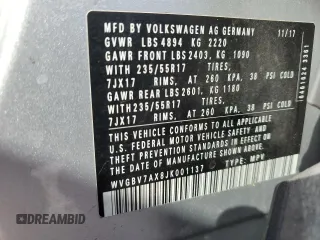 MFD BY VOLKSWAGEN AG GERMANY 11/17
GVWR LBS 4894 KG 2220
GAWR FRONT LBS 2403. KG 1090
WITH 235/55R17 TIRES,
7JX17 RIMS. AT 260 KPA, 38 PSI COLD
GAWR REAR LBS 2601. KG 1180
WITH 235/55R17 TIRES,
7JX17 RIMS. AT 260 KPA, 38 PSI COLD
THIS VEHICLE CONFORMS TO ALL APPLICABLE
U.S. FEDERAL MOTOR VEHICLE SAFETY
STANDARDS IN EFFECT ON THE
DATE OF MANUFACTURE SHOWN ABOVE
WVGBV7AX8JK001137 TYPE: MPV
DREAMBID